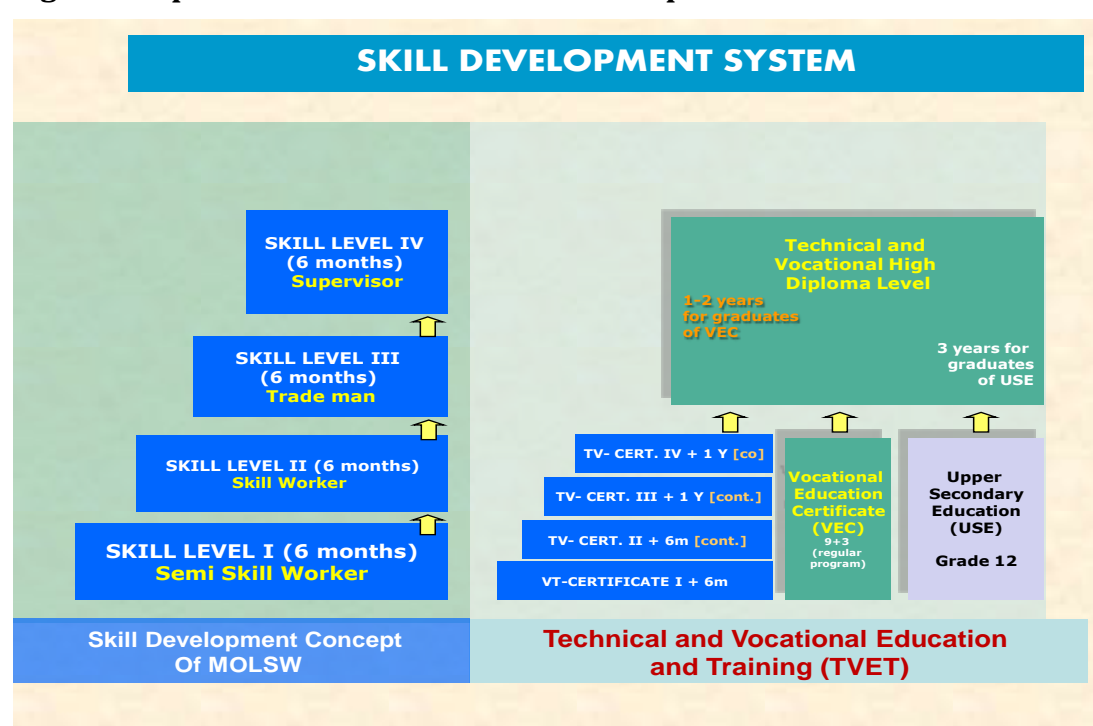 SKILL DEVELOPMENT SYSTEM
SKILL LEVEL IV
(6 months)
Supervisor
SKILL LEVEL III
(6 months)
Trade man
SKILL LEVEL II (6 months)
Skill Worker
SKILL LEVEL I (6 months)
Semi Skill Worker
Skill Development Concept
Of MOLSW
Technical and
Vocational High
Diploma Level
1-2 years
for graduates
of VEC
3 years for
graduates
of USE
TV- CERT. IV + 1 Y [co]
TV- CERT. III + 1 Y [cont.]
TV- CERT. II + 6m [cont.]
VT-CERTIFICATE I + 6m
Vocational
Education
Certificate
(VEC)
9+3
(regular
program)
Upper
Secondary
Education
(USE)
Grade 12
Technical and Vocational Education
and Training (TVET)